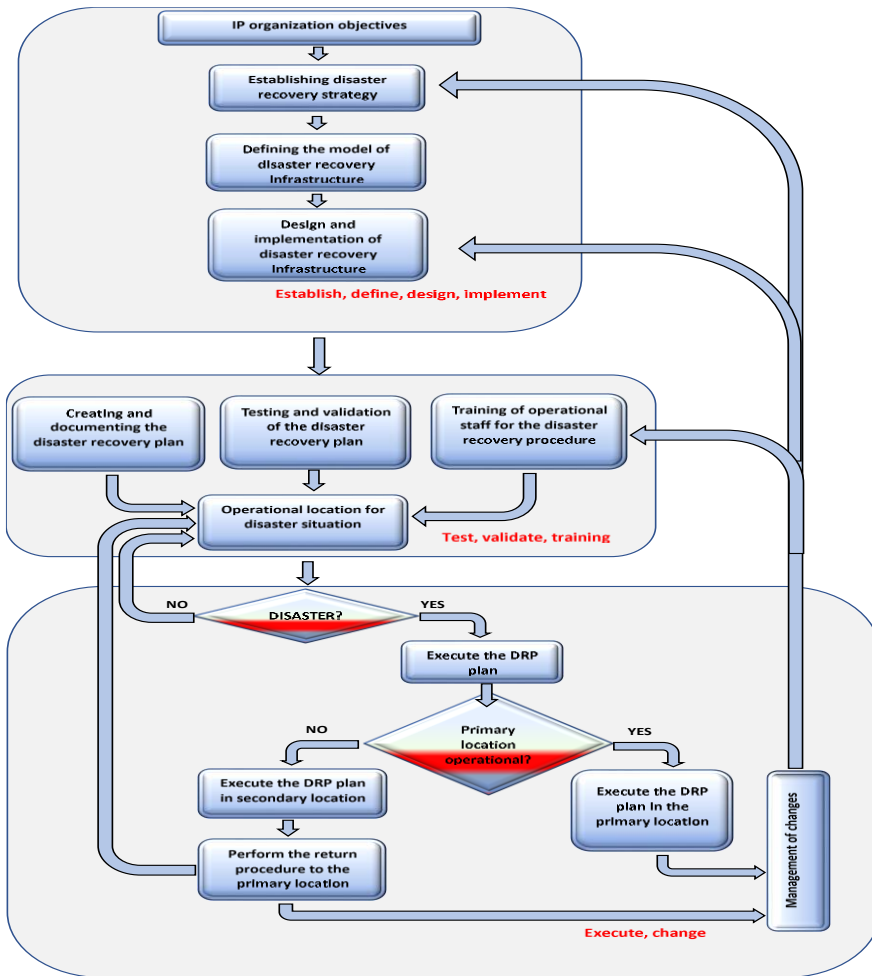 IP organization objectives
Establishing disaster
recovery strategy
Defining the model of
disaster recovery
Infrastructure
Design and
implementation of
disaster recovery
Infrastructure
Establish, define, design, implement
Creating and
documenting the
disaster recovery plan
Testing and validation
of the disaster
recovery plan
Training of operational
staff for the disaster
recovery procedure
Operational location for
disaster situation
Test, validate, training
NO
DISASTER?
YES
Execute the DRP
plan
NO
Primary
location
operational?
YES
Execute the DRP plan
in secondary location
Execute the DRP
plan in the
primary location
Perform the return
procedure to the
primary location
Management of changes
Execute, change